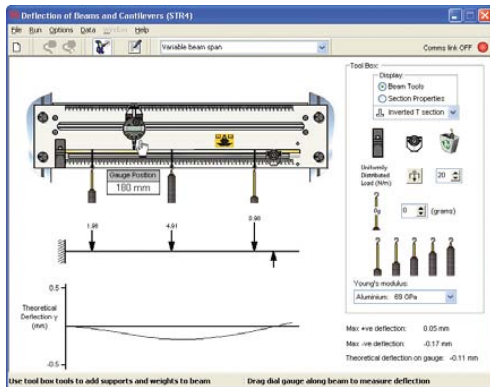 Deflection of Beams and Cantilevers (STR4)
File Run Options Data Window Help
Variable beam span
Comms link OFF
Tool Box:
Display:
Beam Tools
Section Properties
Inverted T section
Gauge Position
180 mm
Uniformly
Distributed
Load (N/m)
20
0g
0
(grams)
1.96
4.91
0.98
Young's modulus:
Aluminium: 69 GPa
0.5
Theoretical
Deflection y
(mm)
-0.5
Max +ve deflection: 0.05 mm
Max -ve deflection: -0.17 mm
Theoretical deflection on gauge: -0.11 mm
Use tool box tools to add supports and weights to beam
Drag dial gauge along beam to measure deflection